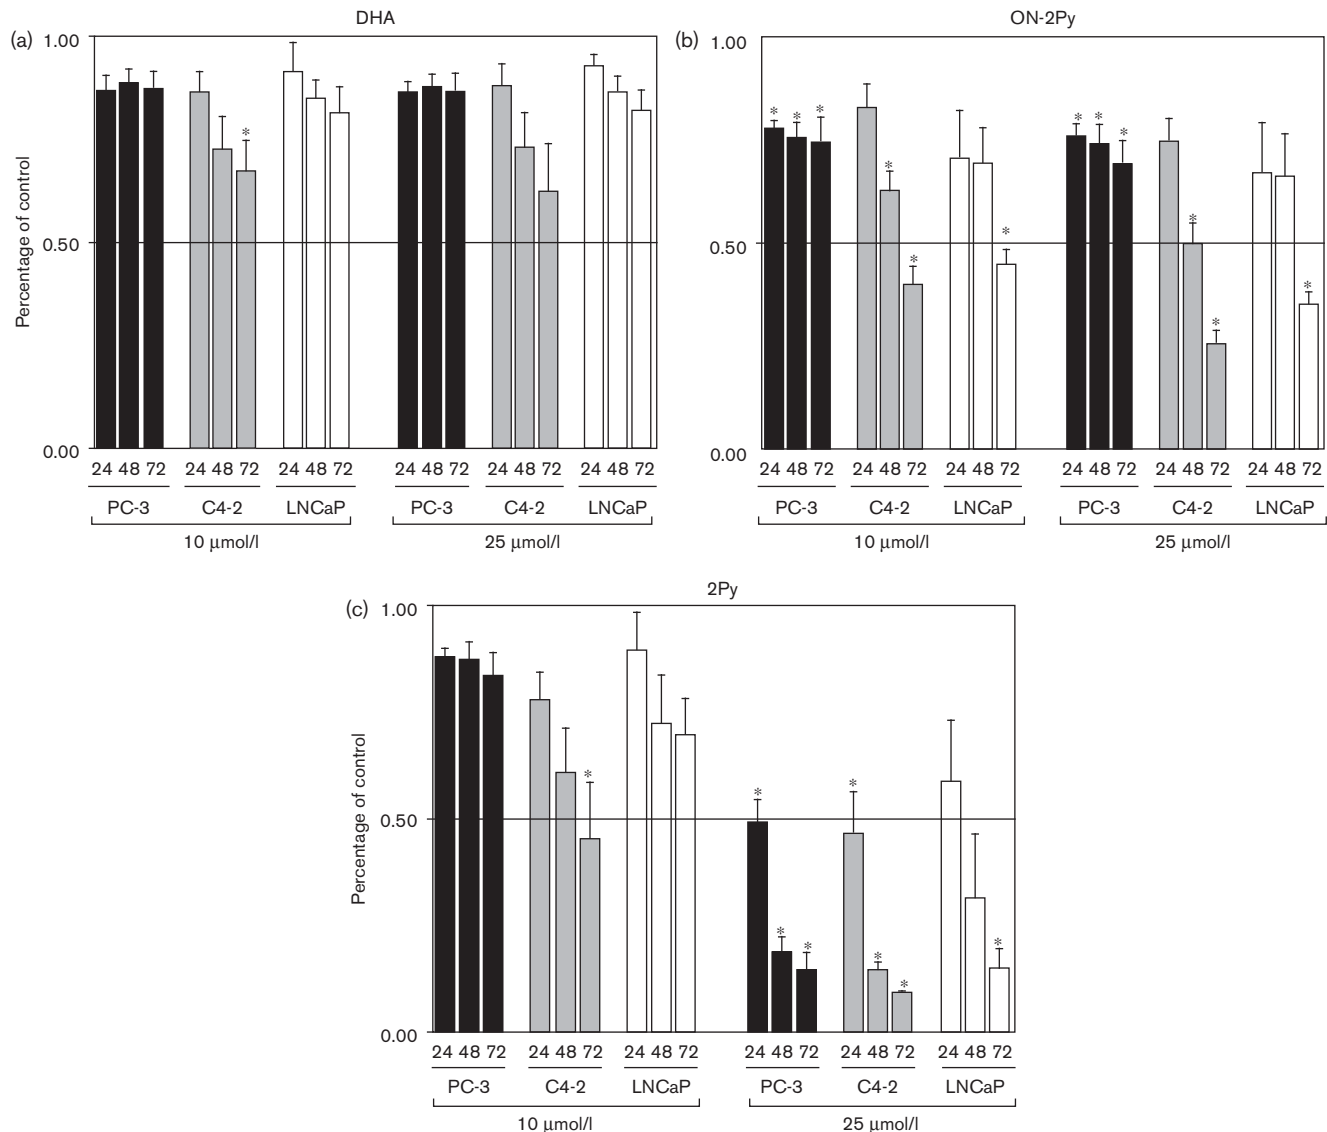 DHA
(a)
1.00
0.50
0.00
Percentage of control
* 
24 48 72 24 48 72 24 48 72 24 48 72 24 48 72 24 48 72
PC-3 C4-2 LNCaP PC-3 C4-2 LNCaP
10 μmol/l 25 μmol/l
ON-2Py
(b)
1.00
0.50
0.00
* * * * * * * * * * * *
24 48 72 24 48 72 24 48 72 24 48 72 24 48 72 24 48 72
PC-3 C4-2 LNCaP PC-3 C4-2 LNCaP
10 μmol/l 25 μmol/l
2Py
(c)
1.00
0.50
0.00
Percentage of control
* * * * * * * *
24 48 72 24 48 72 24 48 72 24 48 72 24 48 72 24 48 72
PC-3 C4-2 LNCaP PC-3 C4-2 LNCaP
10 μmol/l 25 μmol/l